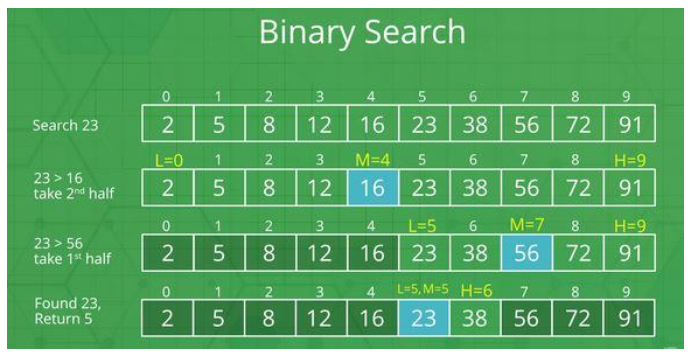 Binary Search
0 1 2 3 4 5 6 7 8 9
Search 23 2 5 8 12 16 23 38 56 72 91
L=0 1 2 3 M=4 5 6 7 8 H=9
23 > 16
take 2nd half 2 5 8 12 16 23 38 56 72 91
0 1 2 3 4 L=5 6 M=7 8 H=9
23 > 56
take 1st half 2 5 8 12 16 23 38 56 72 91
0 1 2 3 4 L=5, M=5 H=6 7 8 9
Found 23,
Return 5 2 5 8 12 16 23 38 56 72 91